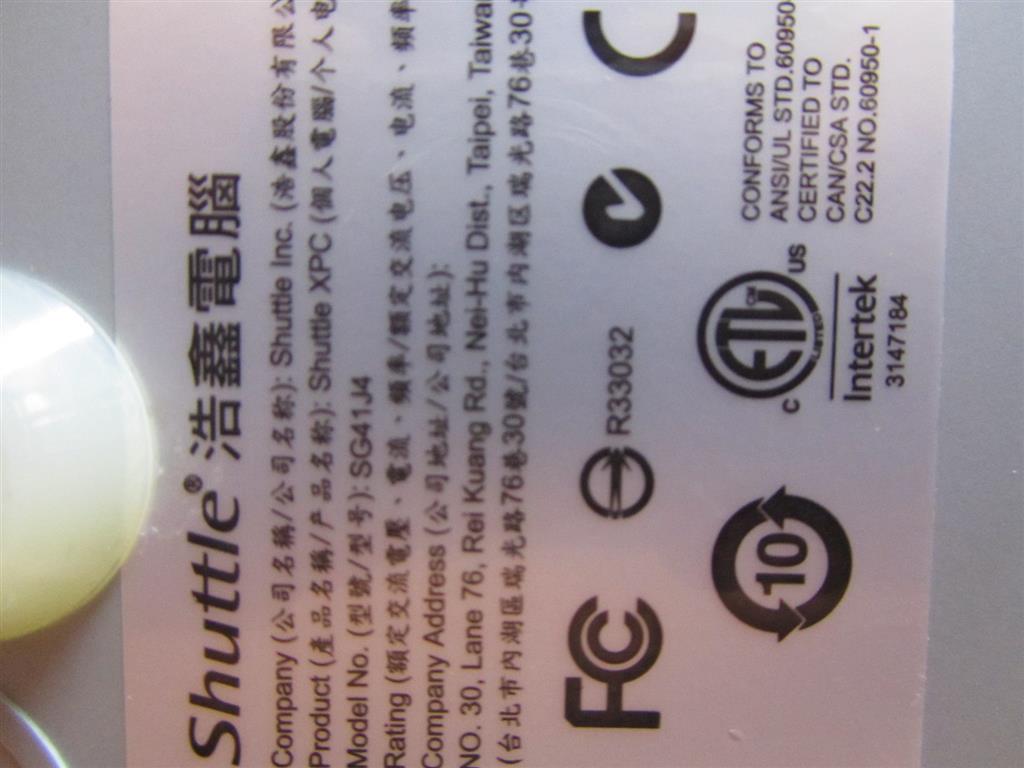 Shuttle® 浩鑫電腦
Company (公司名稱/公司名称): Shuttle Inc. (浩鑫股份有限公
Product (產品名稱/产品名称): Shuttle XPC (個人電腦/个人电
Model No. (型號/型号): SG41J4
Rating (額定交流電壓、電流、頻率/额定交流电压、电流、频率
Company Address (公司地址/公司地址):
NO. 30, Lane 76, Rei Kuang Rd., Nei-Hu Dist., Taipei, Taiwa
(台北市內湖區瑞光路76巷30號/台北市内湖区瑞光路76巷30
FC
R33032
C
10
C ETL CM US
LISTED
Intertek
3147184
CONFORMS TO
ANSI/UL STD.60950
CERTIFIED TO
CAN/CSA STD.
C22.2 NO.60950-1